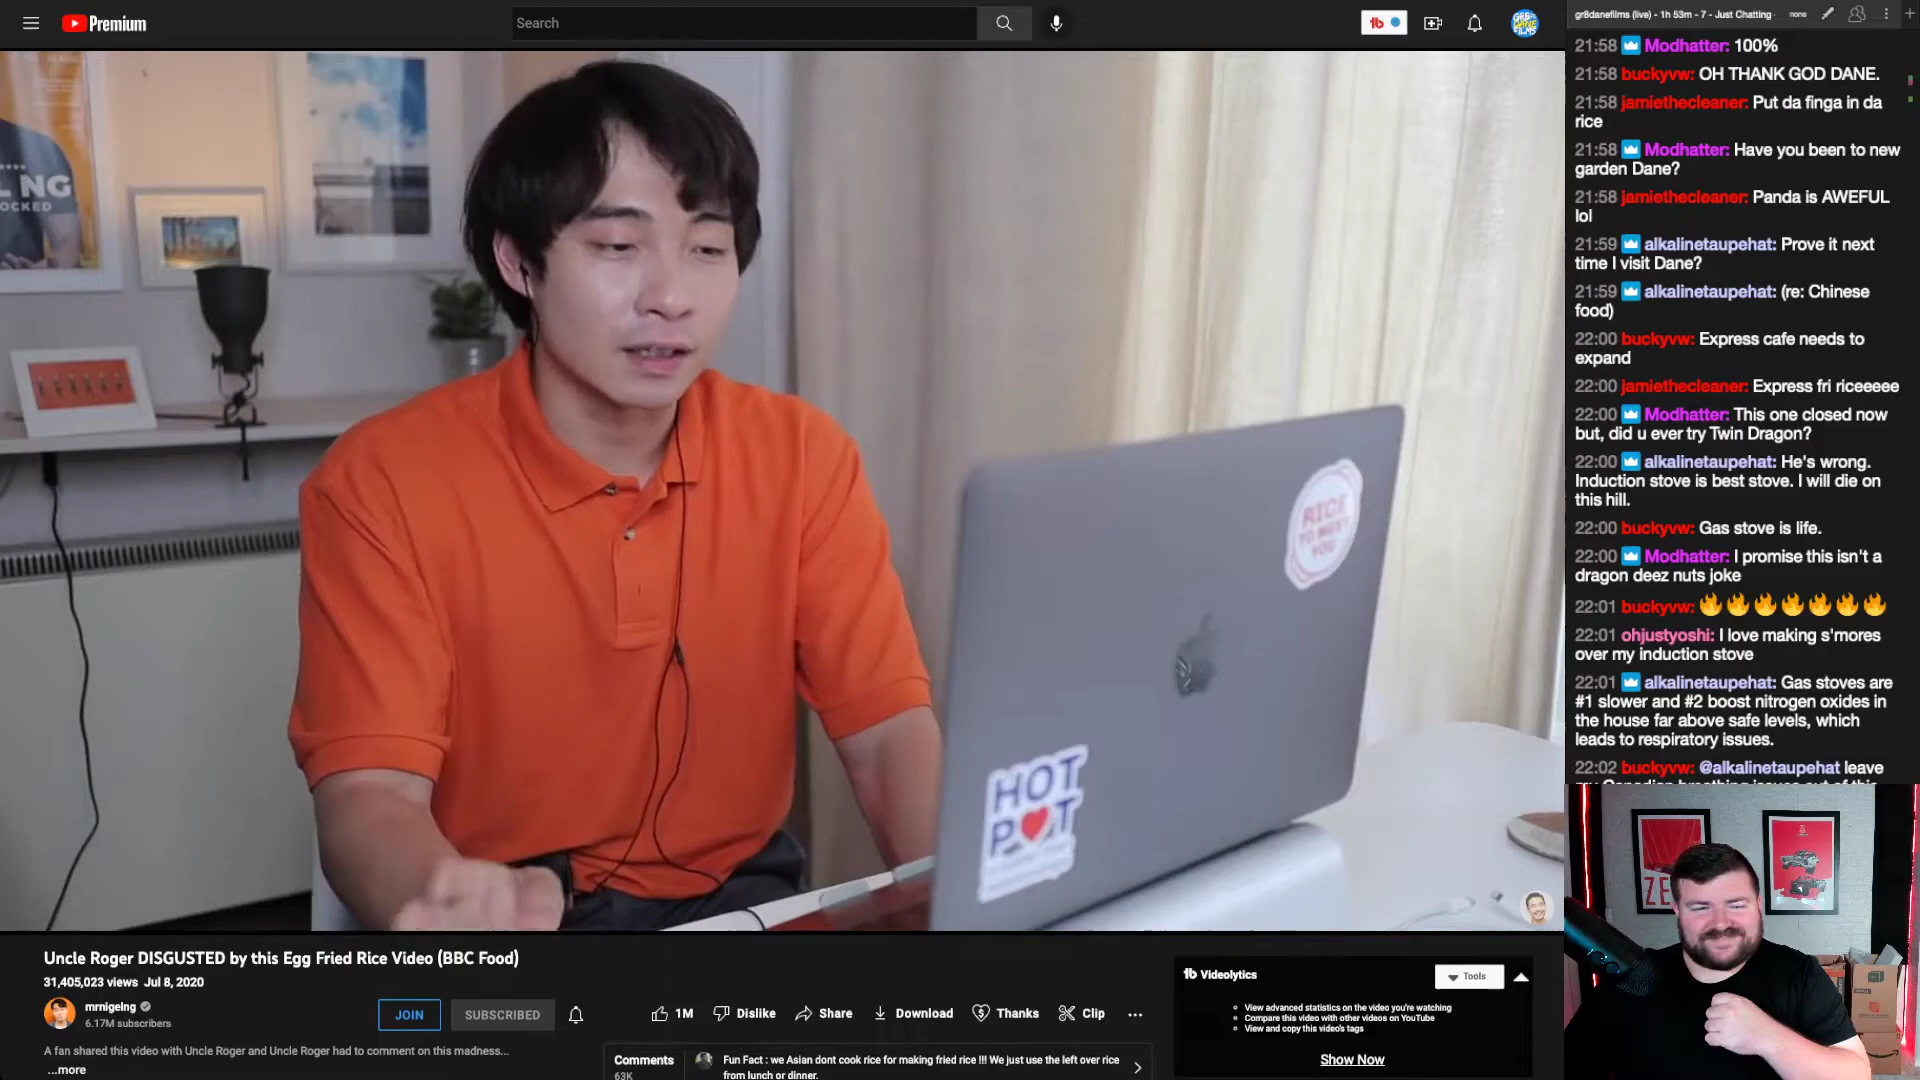 Premium
Search
gr8danefilms (live) - 1h 53m - 7 - Just Chatting
none
21:58 Modhatter: 100%
21:58 buckyvw: OH THANK GOD DANE.
21:58 jamiethecleaner: Put da finga in da
rice
21:58 Modhatter: Have you been to new
garden Dane?
21:58 jamiethecleaner: Panda is AWEFUL
lol
21:59 alkalinetaupehat: Prove it next
time I visit Dane?
21:59 alkalinetaupehat: (re: Chinese
food)
22:00 buckyvw: Express cafe needs to
expand
22:00 jamiethecleaner: Express fri riceeeee
22:00 Modhatter: This one closed now
but, did u ever try Twin Dragon?
22:00 alkalinetaupehat: He's wrong.
Induction stove is best stove. I will die on
this hill.
22:00 buckyvw: Gas stove is life.
22:00 Modhatter: I promise this isn't a
dragon deez nuts joke
22:01 buckyvw: 🔥🔥🔥🔥🔥🔥🔥
22:01 ohjustyoshi: I love making s'mores
over my induction stove
22:01 alkalinetaupehat: Gas stoves are
#1 slower and #2 boost nitrogen oxides in
the house far above safe levels, which
leads to respiratory issues.
22:02 buckyvw: @alkalinetaupehat leave
L NG
OCKED
RICE
TO MEET
YOU
HOT
P T
ZE
Uncle Roger DISGUSTED by this Egg Fried Rice Video (BBC Food)
31,405,023 views Jul 8, 2020
mrnigelng
6.17M subscribers
JOIN
SUBSCRIBED
1M
Dislike
Share
Download
Thanks
Clip
A fan shared this video with Uncle Roger and Uncle Roger had to comment on this madness...
...more
Comments
63K
Fun Fact : we Asian dont cook rice for making fried rice !!! We just use the left over rice
from lunch or dinner.
Videolytics
Tools
View advanced statistics on the video you're watching
Compare this video with other videos on YouTube
View and copy this video's tags
Show Now